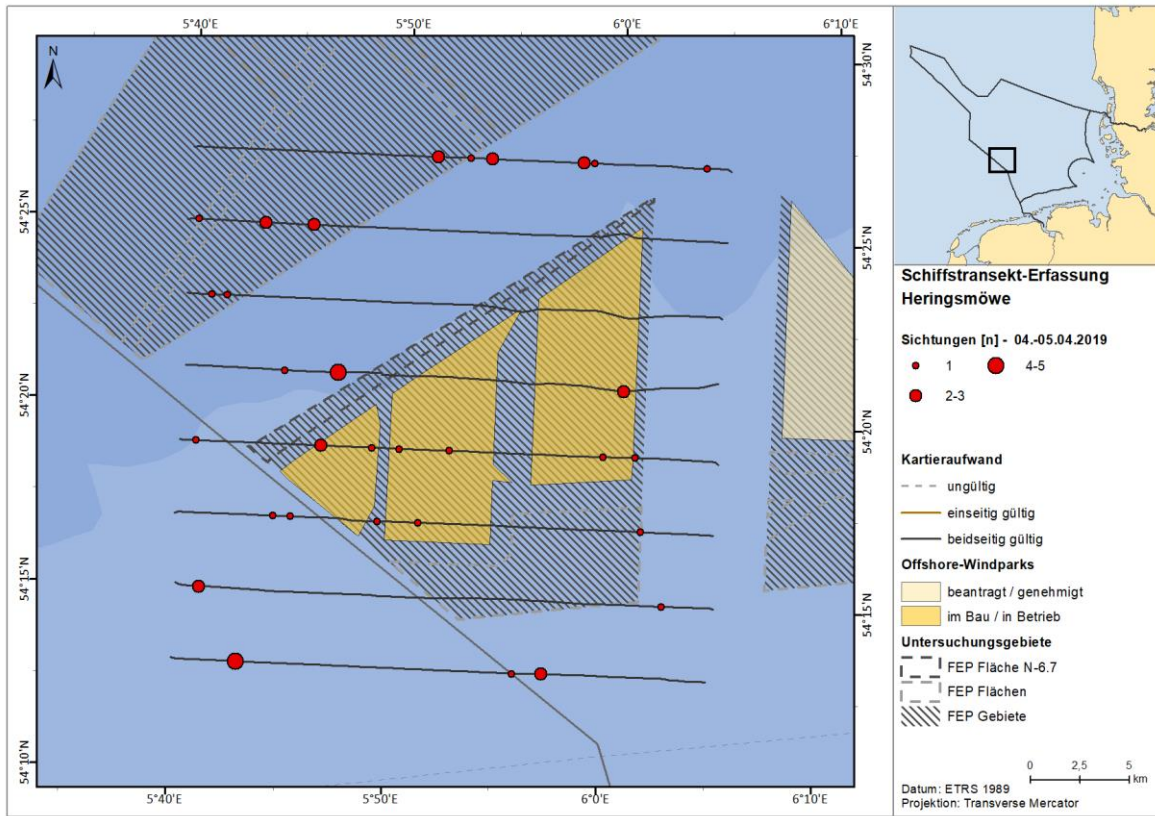 5°40'E 5°50'E 6°0'E 6°10'E
N
54°30'N
54°25'N
54°25'N
54°20'N
54°20'N
54°15'N
54°15'N
54°10'N
5°40'E 5°50'E 6°0'E 6°10'E
Schiffstransekt-Erfassung
Heringsmöwe
Sichtungen [n] - 04.-05.04.2019
1 4-5
2-3
Kartieraufwand
ungültig
einseitig gültig
beidseitig gültig
Offshore-Windparks
beantragt / genehmigt
im Bau / in Betrieb
Untersuchungsgebiete
FEP Fläche N-6.7
FEP Flächen
FEP Gebiete
0 2,5 5
km
Datum: ETRS 1989
Projektion: Transverse Mercator